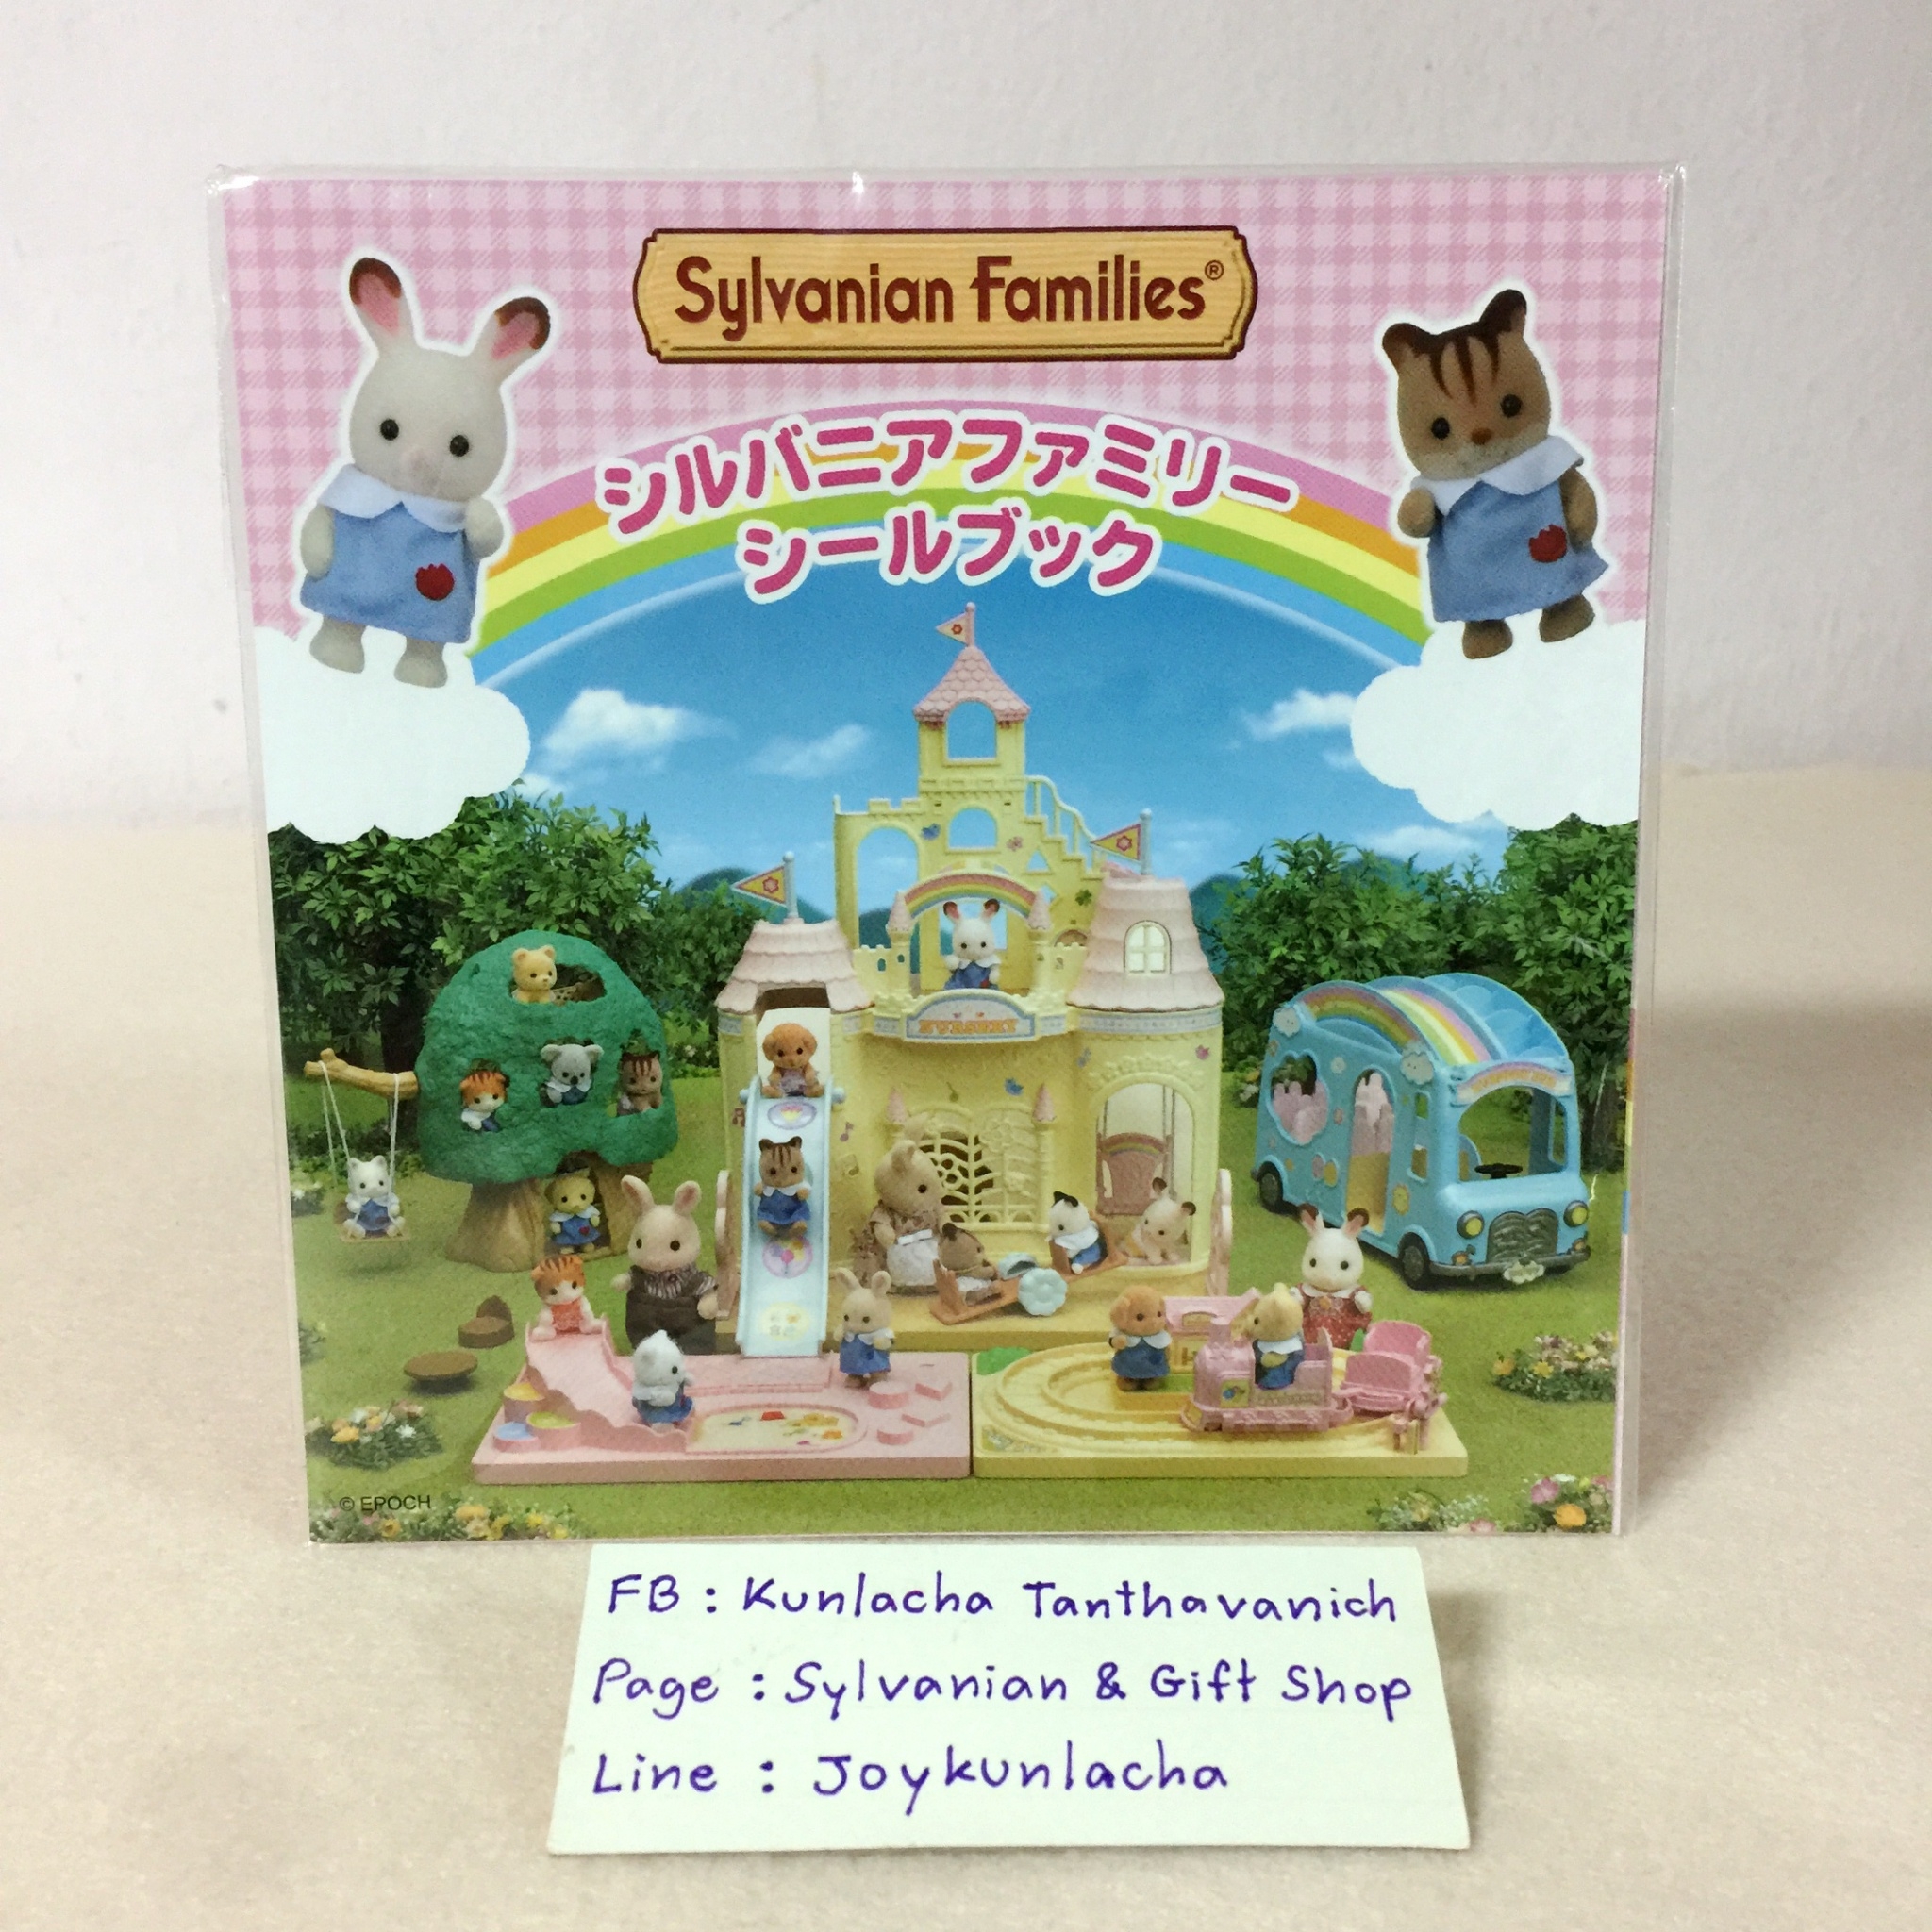 Sylvanian Families®
シルバニアファミリー
シールブック
NURSERY
© EPOCH
FB : Kunlacha Tanthavanich
Page : Sylvanian & Gift Shop
Line : Joykunlacha